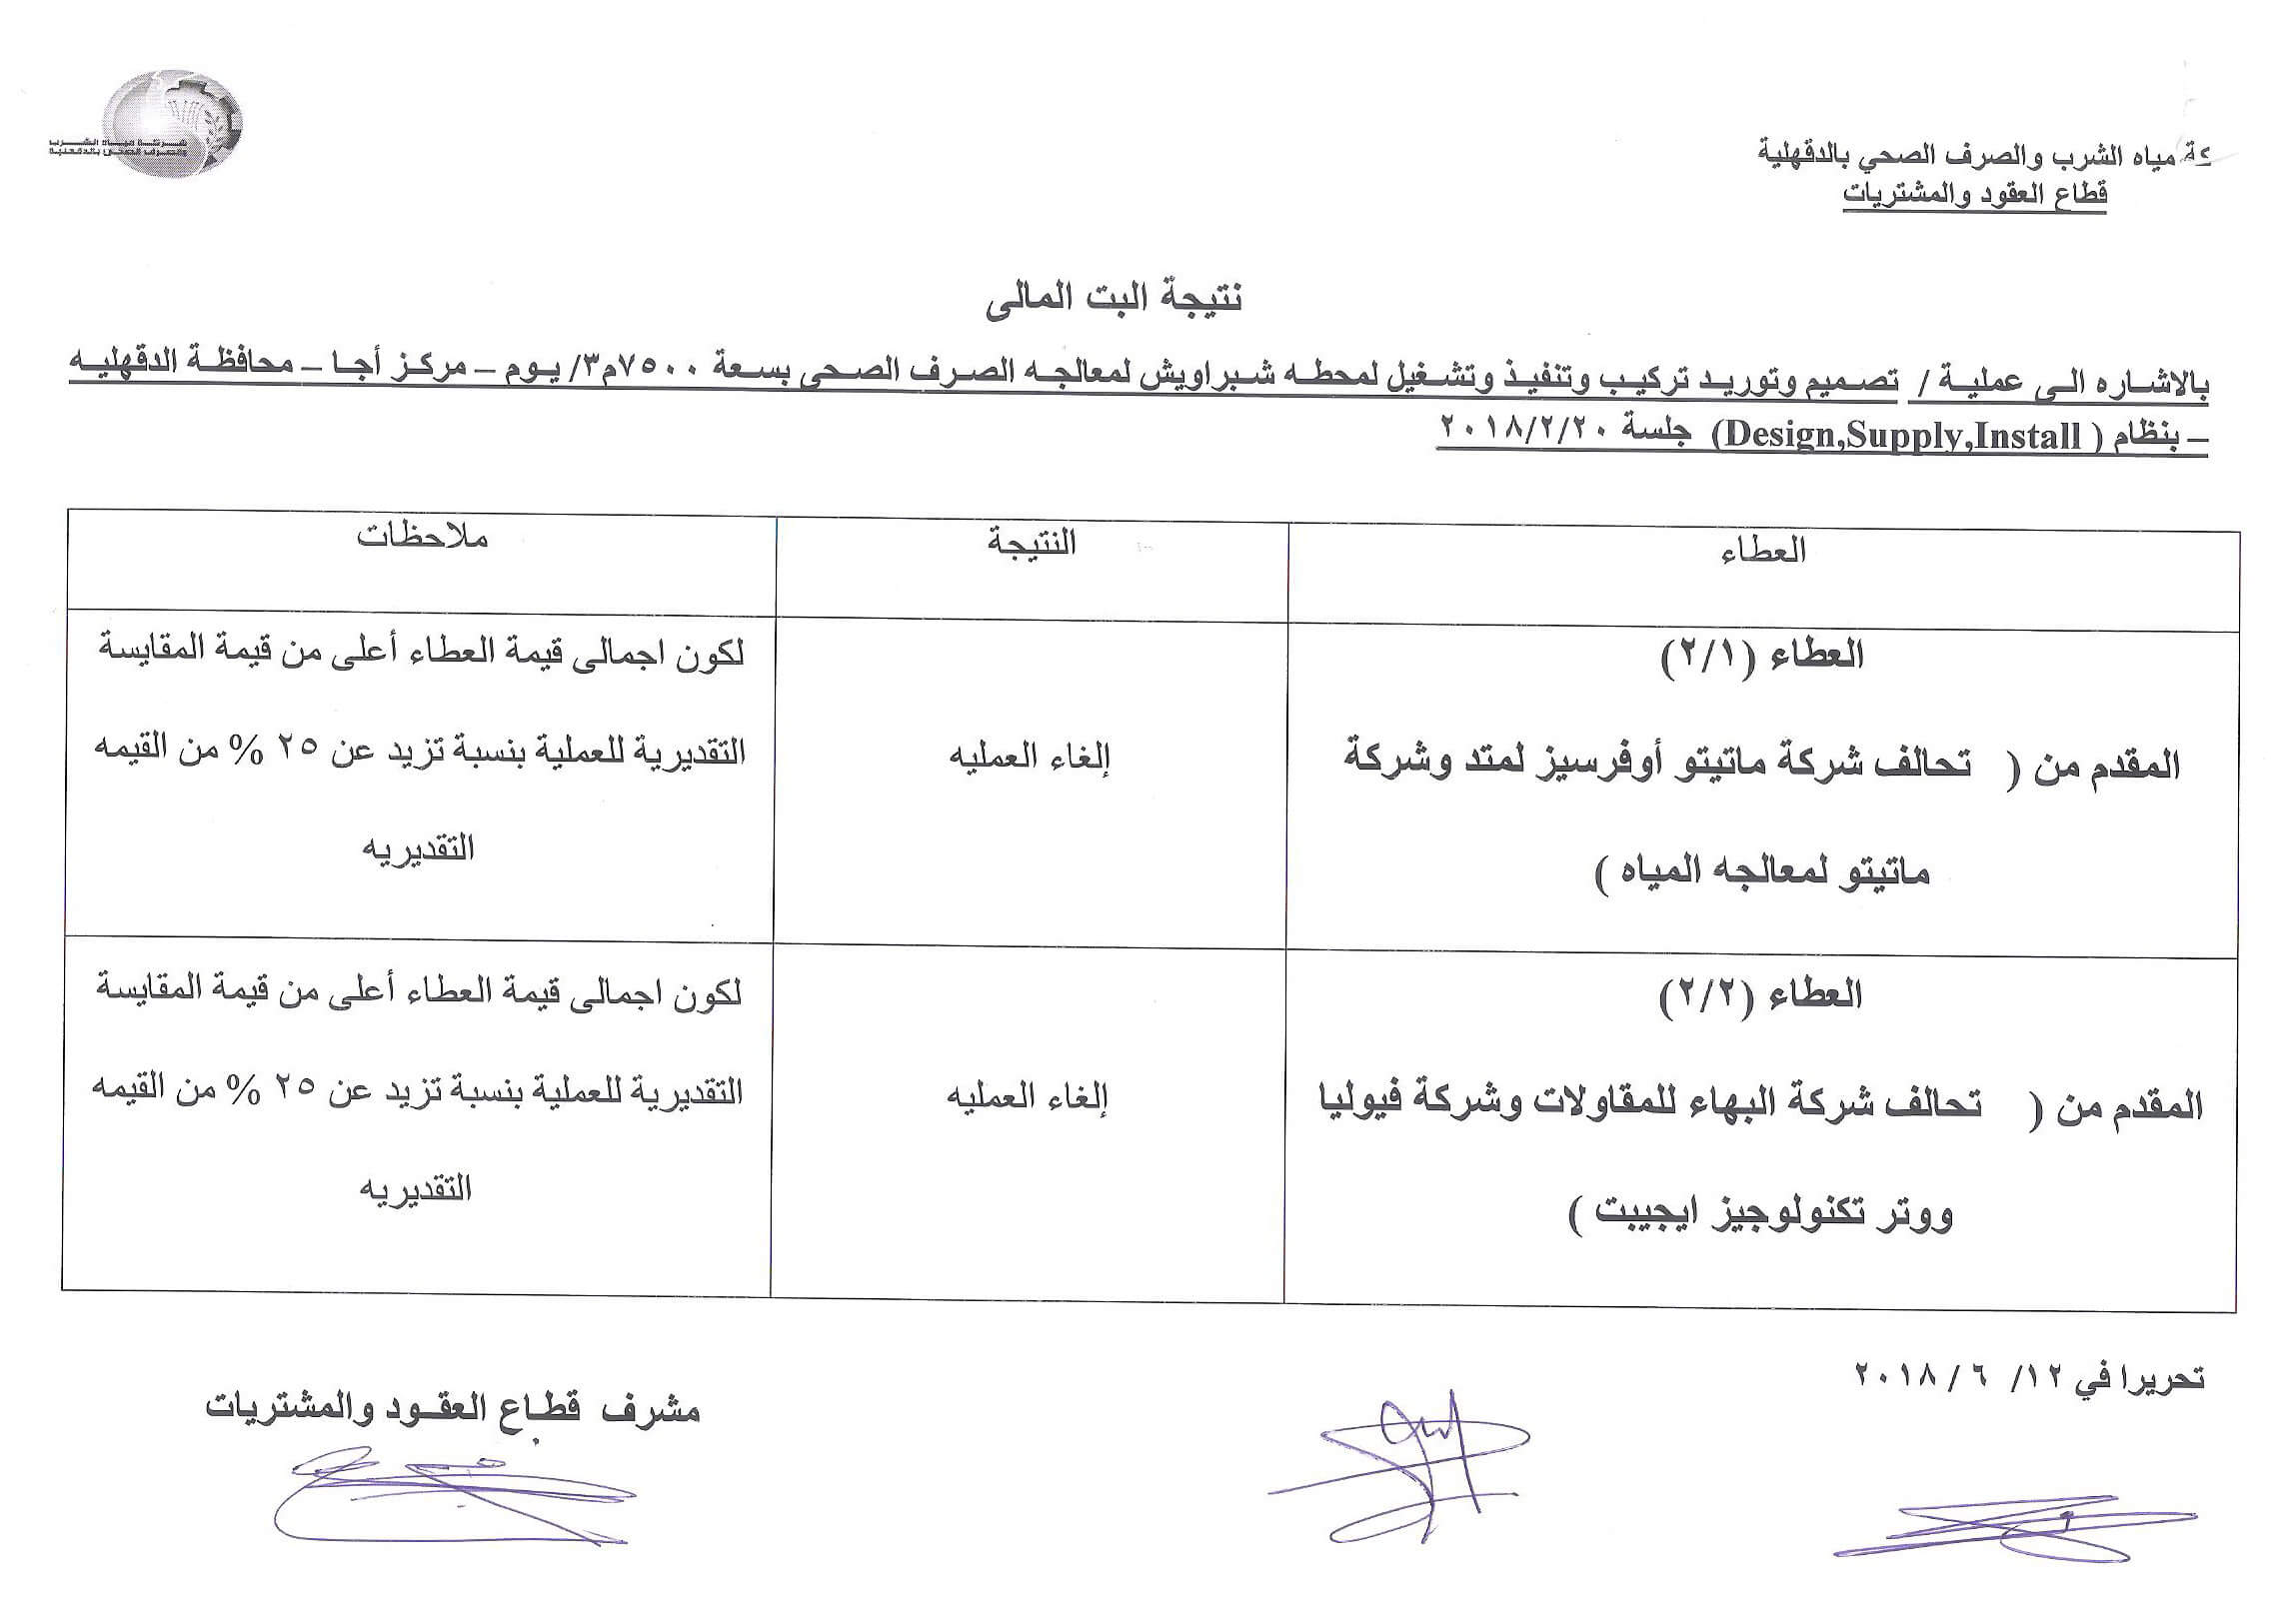 شركة مياه الشرب
والصرف الصحى بالدقهلية
كة مياه الشرب والصرف الصحي بالدقهلية
قطاع العقود والمشتريات
نتيجة البت المالى
بالاشاره الى عملية / تصميم وتوريد تركيب وتنفيذ وتشغيل لمحطه شبراويش لمعالجه الصرف الصحى بسعة ٧٥٠٠م٣/ يوم – مركز أجا – محافظة الدقهليه
– بنظام ( Design,Supply,Install) جلسة ٢٠١٨/٢/٢٠
العطاء
النتيجة
ملاحظات
العطاء (٢/١)
المقدم من ( تحالف شركة ماتيتو أوفرسيز لمتد وشركة
ماتيتو لمعالجه المياه )
إلغاء العمليه
لكون اجمالى قيمة العطاء أعلى من قيمة المقايسة
التقديرية للعملية بنسبة تزيد عن ٢٥ % من القيمه
التقديريه
العطاء (٢/٢)
المقدم من ( تحالف شركة البهاء للمقاولات وشركة فيوليا
ووتر تكنولوجيز ايجيبت )
إلغاء العمليه
لكون اجمالى قيمة العطاء أعلى من قيمة المقايسة
التقديرية للعملية بنسبة تزيد عن ٢٥ % من القيمه
التقديريه
تحريرا في ١٢/ ٦ / ٢٠١٨
مشرف قطاع العقود والمشتريات